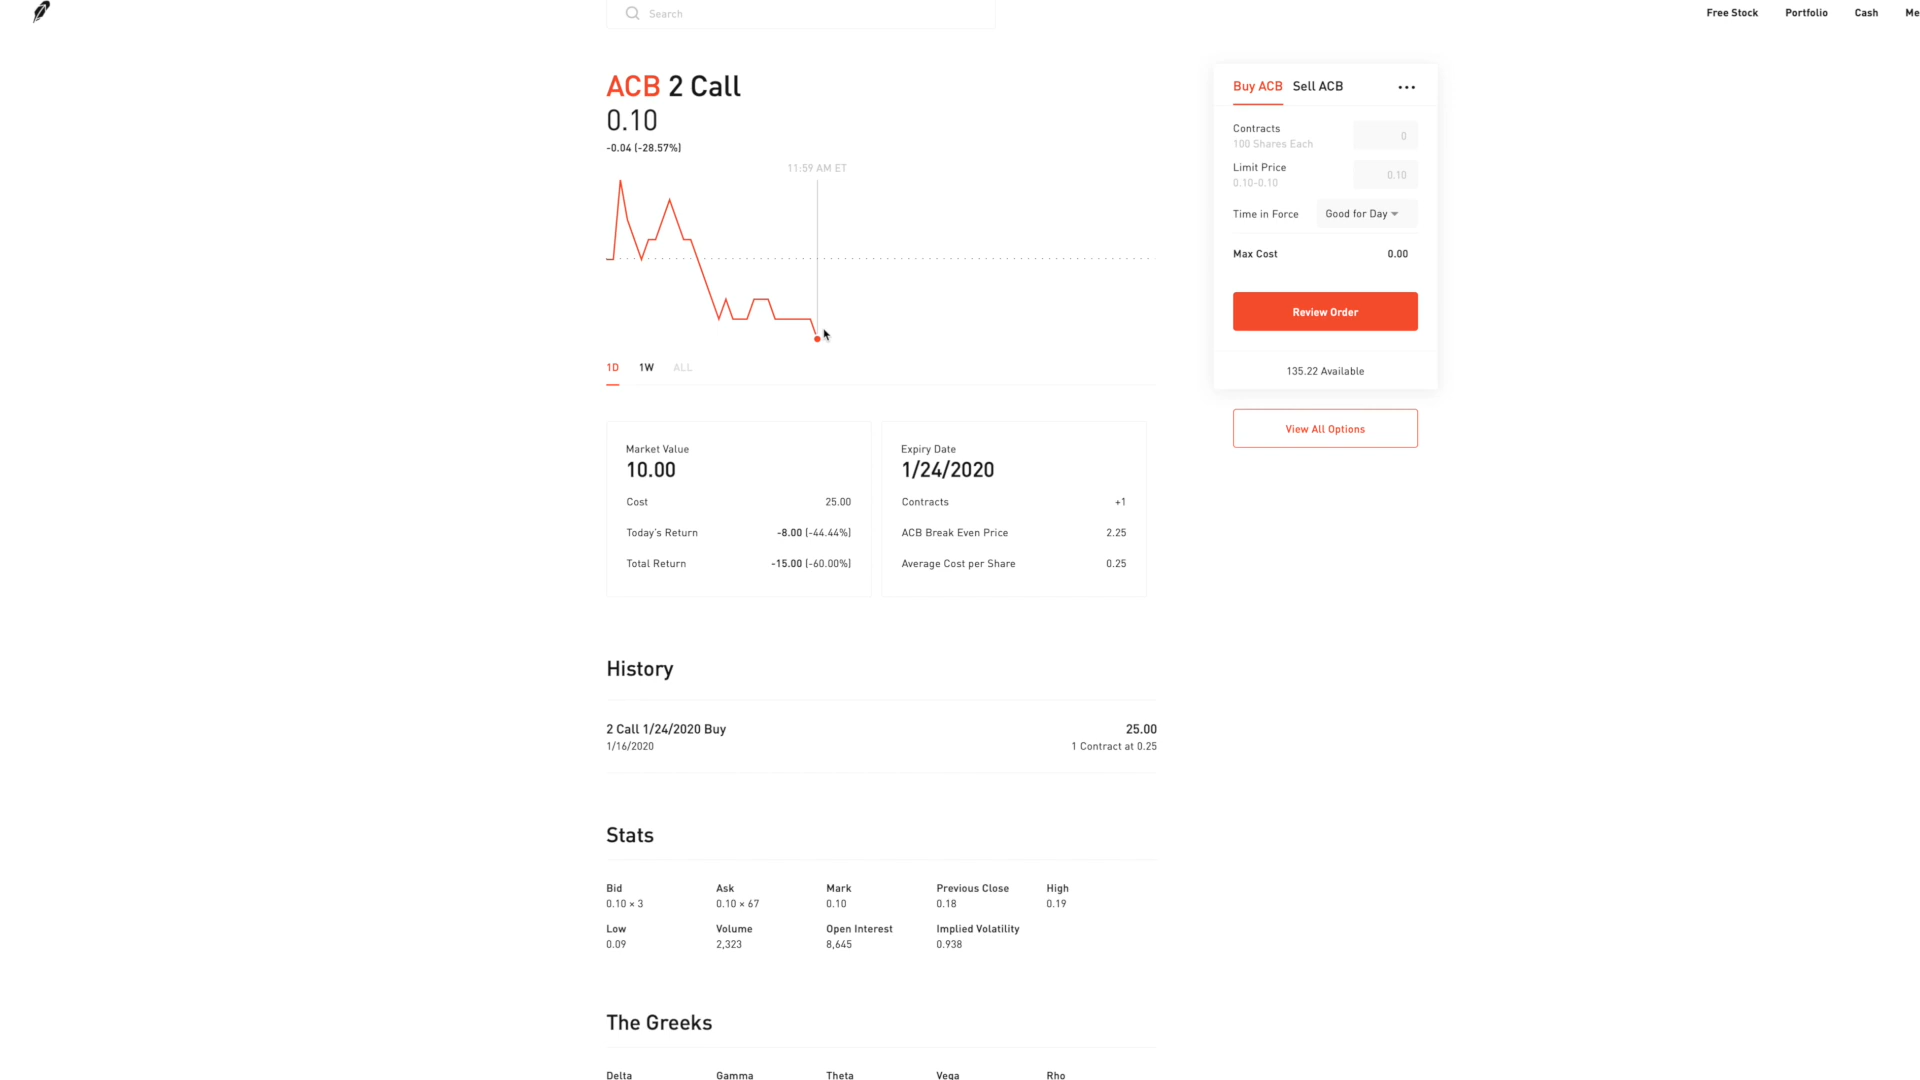 Search
Free Stock Portfolio Cash Me
ACB 2 Call
0.10
-0.04 (-28.57%)
11:59 AM ET
1D 1W ALL
Buy ACB Sell ACB
Contracts 0
100 Shares Each
Limit Price 0.10
0.10-0.10
Time in Force Good for Day
Max Cost 0.00
Review Order
135.22 Available
View All Options
Market Value
10.00
Cost 25.00
Today's Return -8.00 (-44.44%)
Total Return -15.00 (-60.00%)
Expiry Date
1/24/2020
Contracts +1
ACB Break Even Price 2.25
Average Cost per Share 0.25
History
2 Call 1/24/2020 Buy 25.00
1/16/2020 1 Contract at 0.25
Stats
Bid Ask Mark Previous Close High
0.10 × 3 0.10 × 67 0.10 0.18 0.19
Low Volume Open Interest Implied Volatility
0.09 2,323 8,645 0.938
The Greeks
Delta Gamma Theta Vega Rho